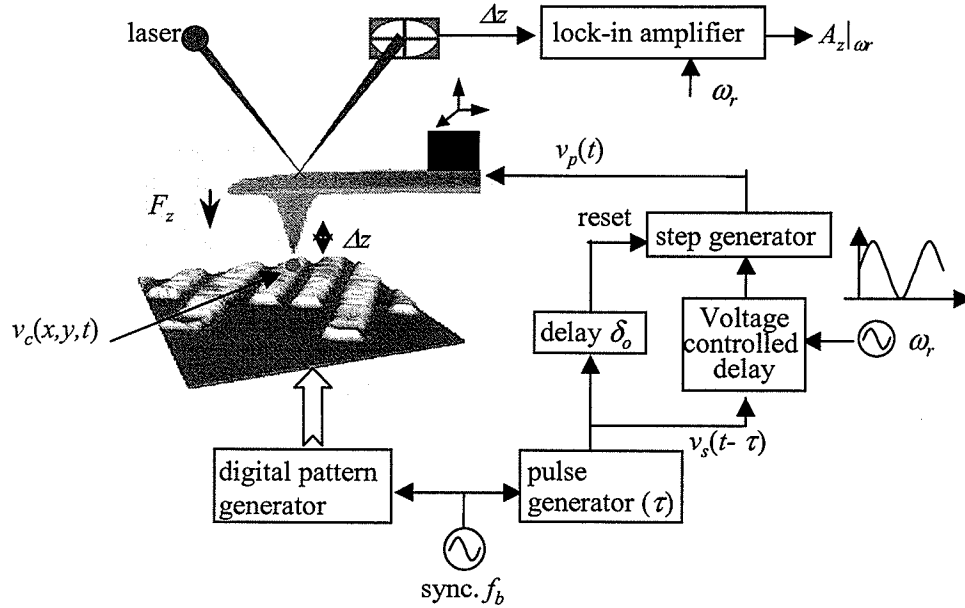 laser
Δz
lock-in amplifier
A_z|_ωr
ω_r
v_p(t)
F_z
Δz
reset
step generator
v_c(x,y,t)
delay δ_o
Voltage
controlled
delay
ω_r
v_s(t- τ)
digital pattern
generator
pulse
generator (τ)
sync. f_b